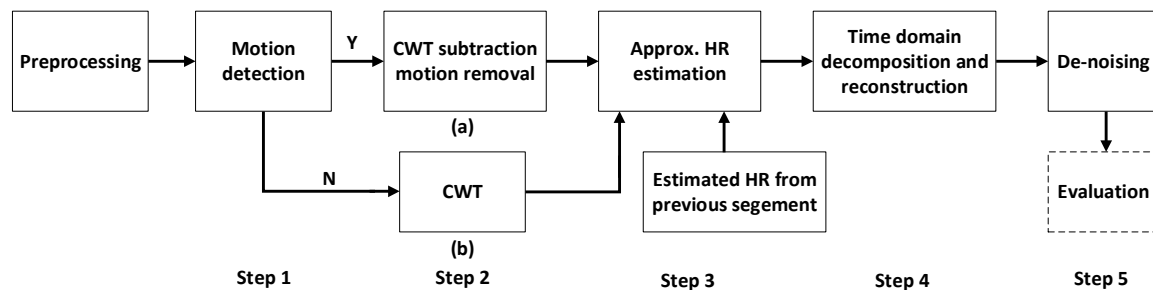 Preprocessing
Motion
detection
Y
CWT subtraction
motion removal
(a)
Approx. HR
estimation
Time domain
decomposition and
reconstruction
De-noising
N
CWT
(b)
Estimated HR from
previous segement
Evaluation
Step 1
Step 2
Step 3
Step 4
Step 5